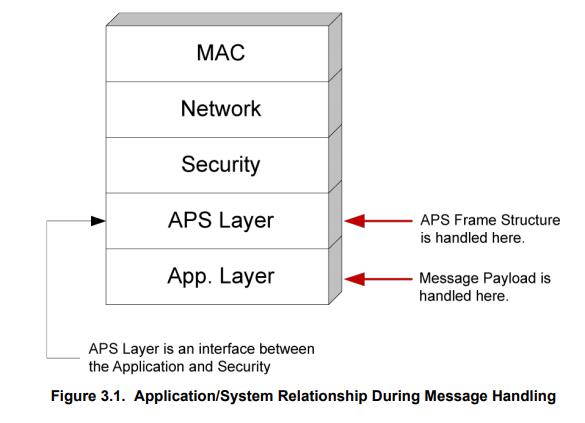 MAC
Network
Security
APS Layer
APS Frame Structure
is handled here.
App. Layer
Message Payload is
handled here.
APS Layer is an interface between
the Application and Security
Figure 3.1. Application/System Relationship During Message Handling